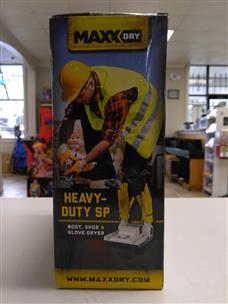 MAXX DRY
HEAVY-
DUTY SP
BOOT, SHOE &
GLOVE DRYER
WWW.MAXXDRY.COM